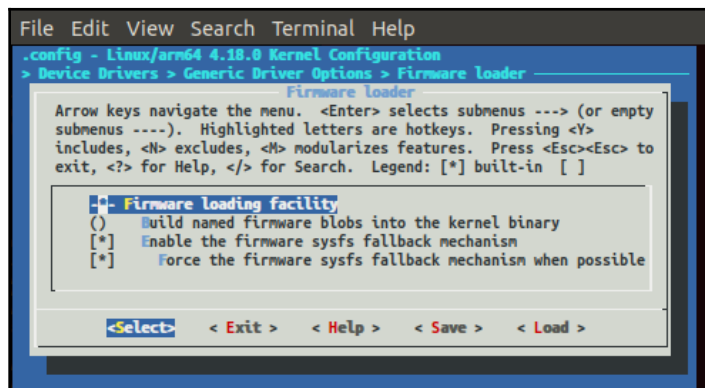 File Edit View Search Terminal Help
.config - Linux/arm64 4.18.0 Kernel Configuration
> Device Drivers > Generic Driver Options > Firmware loader
Firmware loader
Arrow keys navigate the menu. <Enter> selects submenus ---> (or empty
submenus ----). Highlighted letters are hotkeys. Pressing <Y>
includes, <N> excludes, <M> modularizes features. Press <Esc><Esc> to
exit, <?> for Help, </> for Search. Legend: [*] built-in [ ]
-*- Firmware loading facility
() Build named firmware blobs into the kernel binary
[*] Enable the firmware sysfs fallback mechanism
[*] Force the firmware sysfs fallback mechanism when possible
<Select> < Exit > < Help > < Save > < Load >